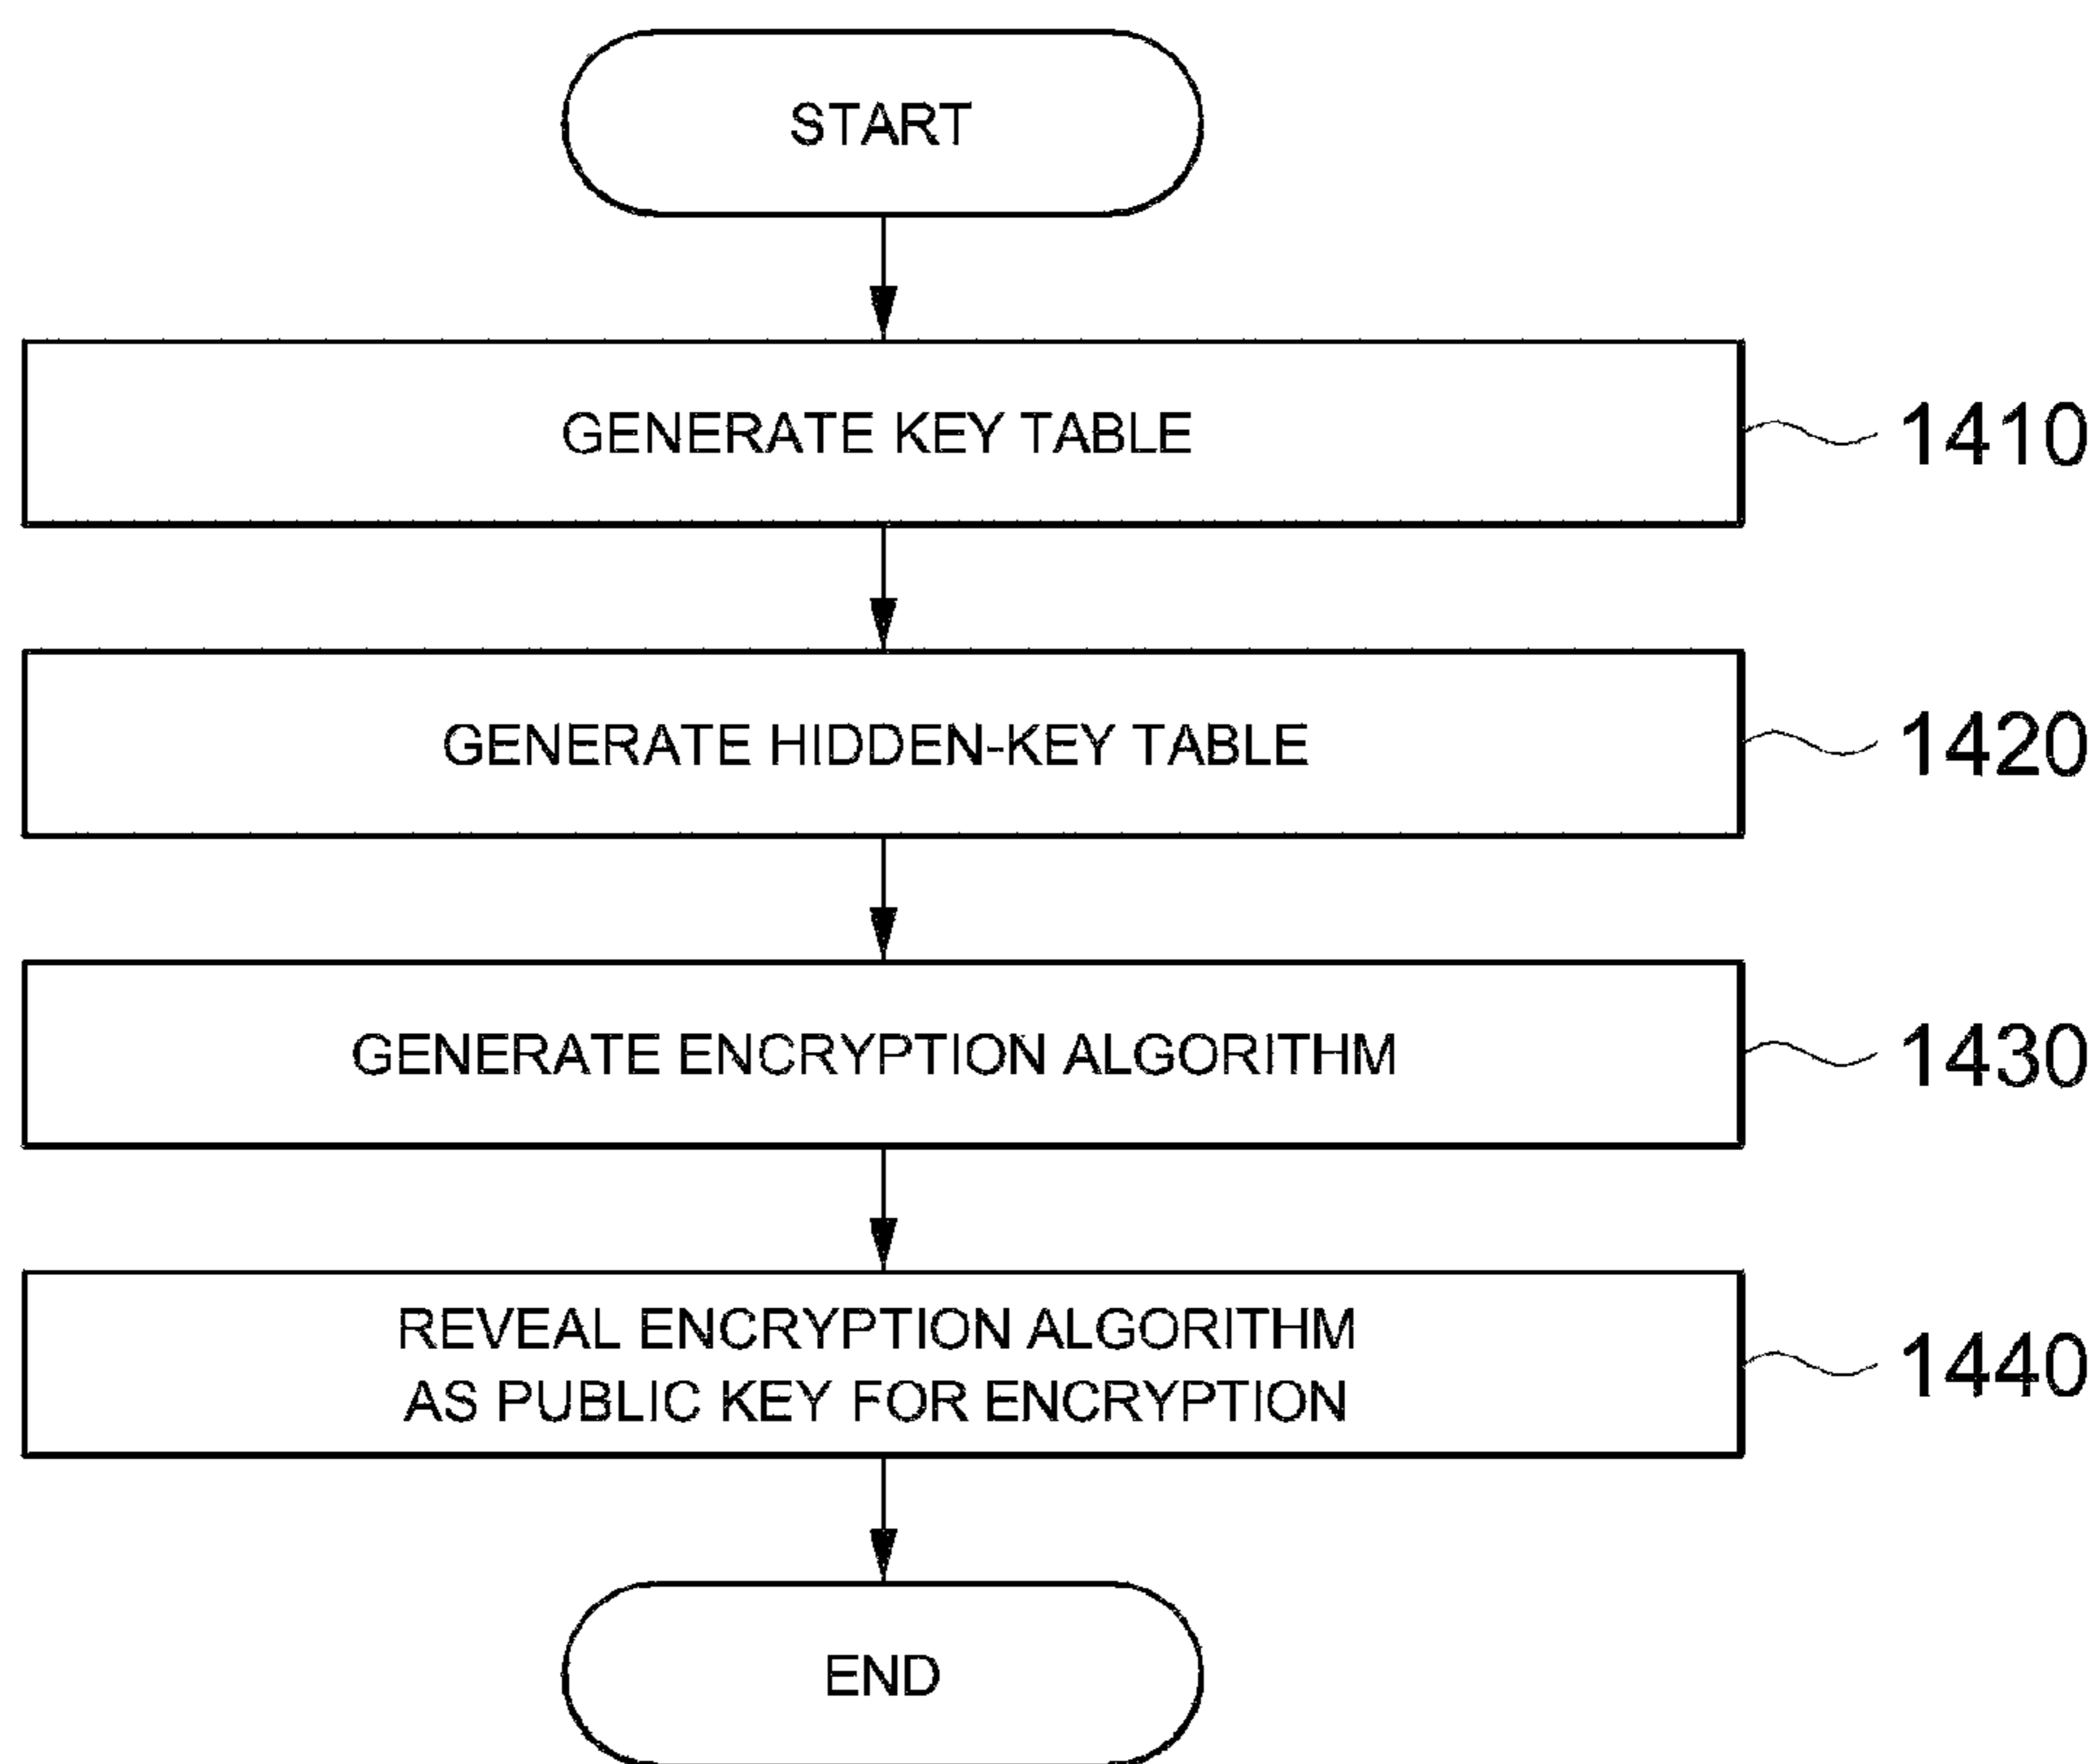 START
GENERATE KEY TABLE
1410
GENERATE HIDDEN-KEY TABLE
1420
GENERATE ENCRYPTION ALGORITHM
1430
REVEAL ENCRYPTION ALGORITHM
AS PUBLIC KEY FOR ENCRYPTION
1440
END